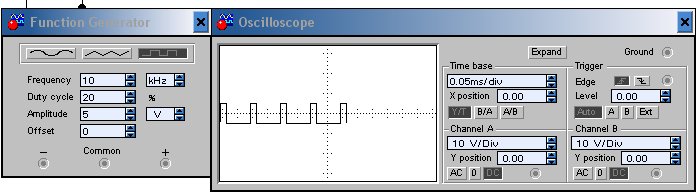 Function Generator
Frequency 10 kHz
Duty cycle 20 %
Amplitude 5 V
Offset 0
− Common +
Oscilloscope
Expand Ground
Time base
0.05ms/div
X position 0.00
Y/T B/A A/B
Trigger
Edge
Level 0.00
Auto A B Ext
Channel A
10 V/Div
Y position 0.00
AC 0 DC
Channel B
10 V/Div
Y position 0.00
AC 0 DC